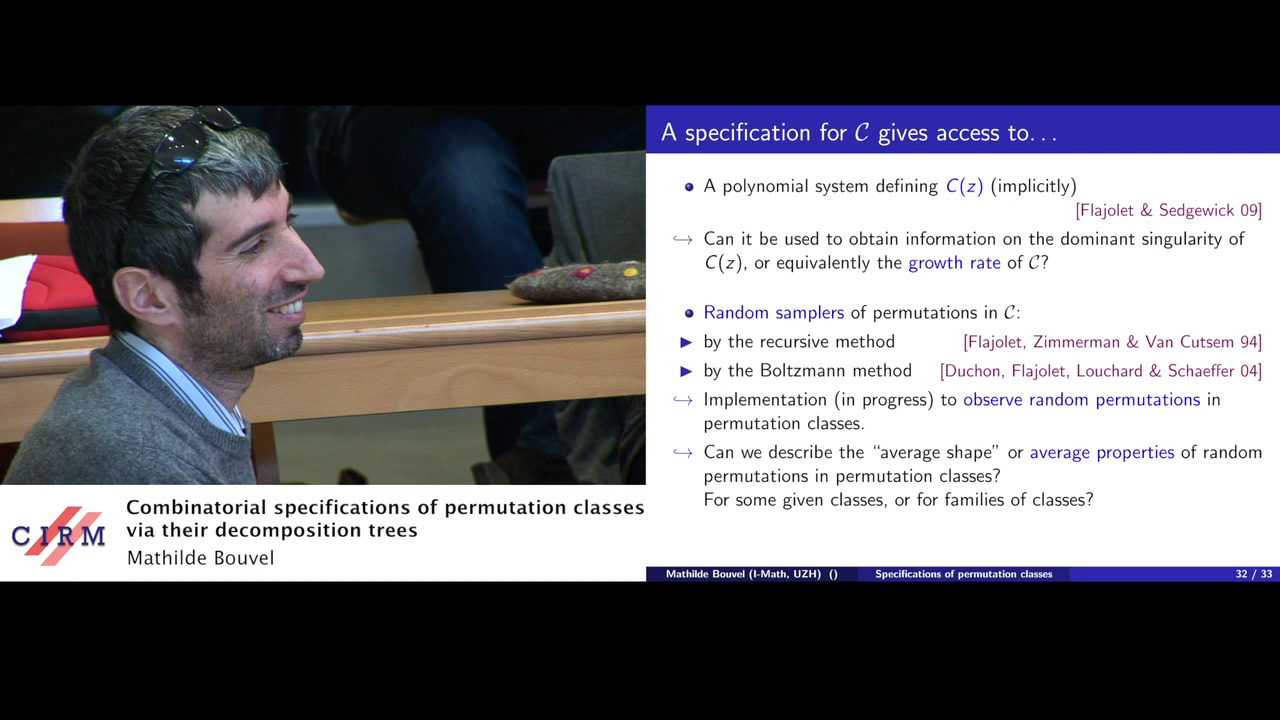 A specification for C gives access to. . .
A polynomial system defining C(z) (implicitly)
[Flajolet & Sedgewick 09]
↪ Can it be used to obtain information on the dominant singularity of
C(z), or equivalently the growth rate of C?
Random samplers of permutations in C:
by the recursive method [Flajolet, Zimmerman & Van Cutsem 94]
by the Boltzmann method [Duchon, Flajolet, Louchard & Schaeffer 04]
↪ Implementation (in progress) to observe random permutations in
permutation classes.
↪ Can we describe the “average shape” or average properties of random
permutations in permutation classes?
For some given classes, or for families of classes?
Mathilde Bouvel (I-Math, UZH) () Specifications of permutation classes 32 / 33
CIRM
Combinatorial specifications of permutation classes
via their decomposition trees
Mathilde Bouvel